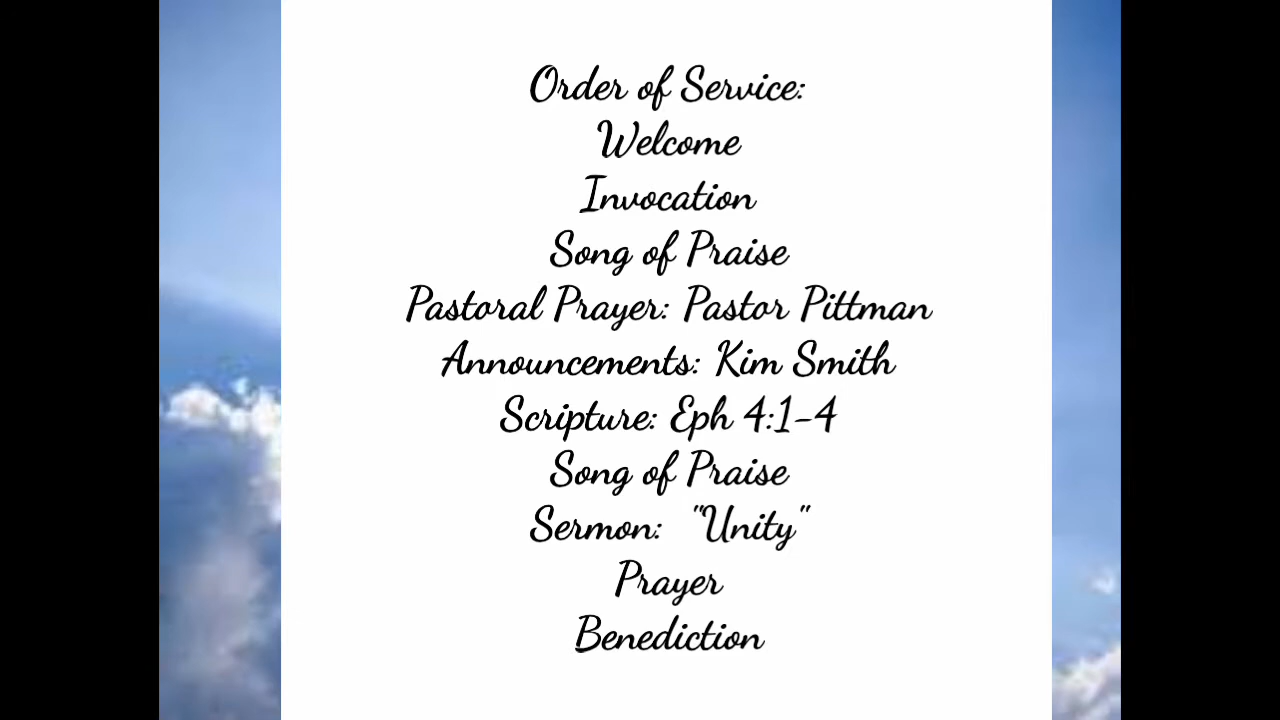 Order of Service:
Welcome
Invocation
Song of Praise
Pastoral Prayer: Pastor Pittman
Announcements: Kim Smith
Scripture: Eph 4:1-4
Song of Praise
Sermon: "Unity"
Prayer
Benediction